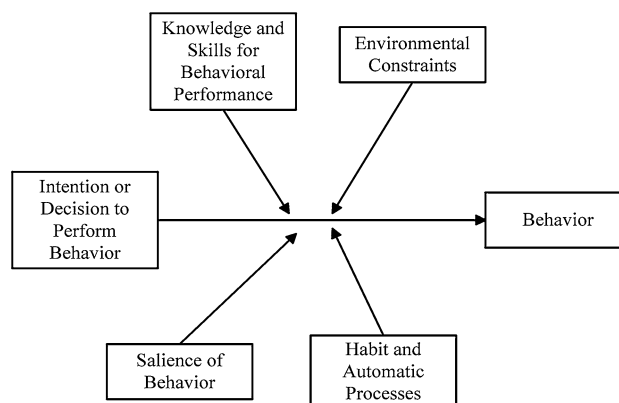 Knowledge and
Skills for
Behavioral
Performance
Environmental
Constraints
Intention or
Decision to
Perform
Behavior
Behavior
Salience of
Behavior
Habit and
Automatic
Processes